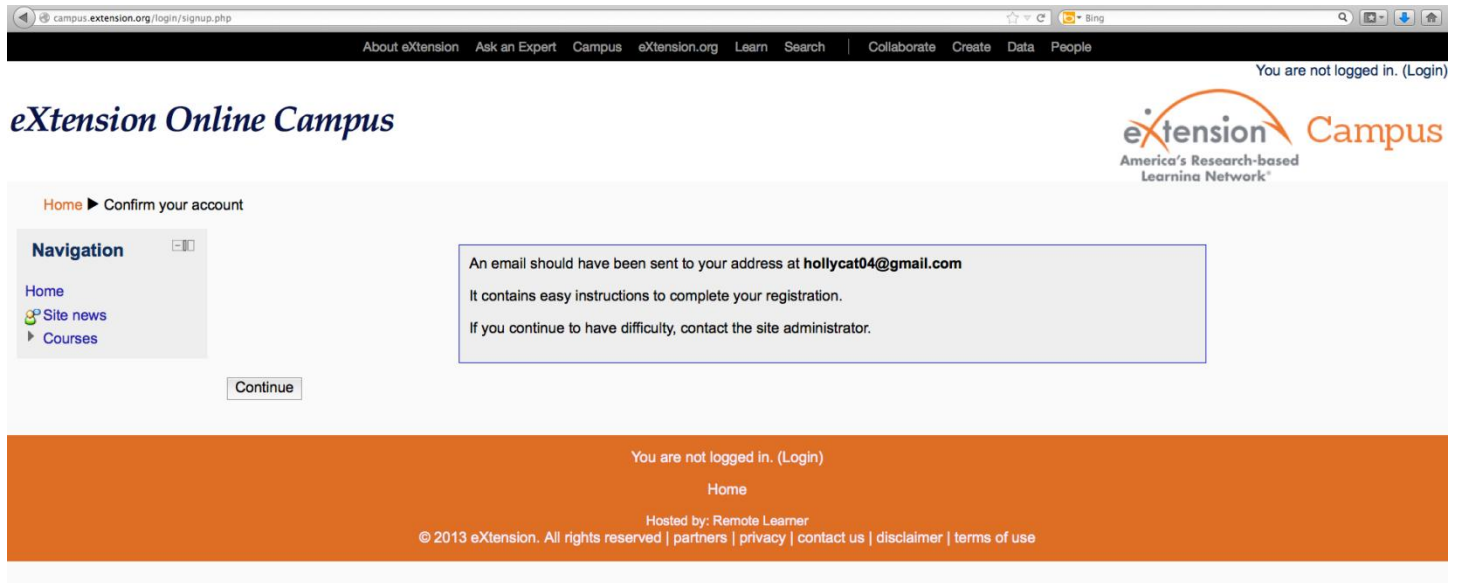 campus.extension.org/login/signup.php
Bing
About eXtension Ask an Expert Campus eXtension.org Learn Search | Collaborate Create Data People
You are not logged in. (Login)
eXtension Online Campus
eXtension Campus
America's Research-based
Learning Network
Home ▶ Confirm your account
Navigation
Home
Site news
Courses
An email should have been sent to your address at hollycat04@gmail.com
It contains easy instructions to complete your registration.
If you continue to have difficulty, contact the site administrator.
Continue
You are not logged in. (Login)
Home
Hosted by: Remote Learner
© 2013 eXtension. All rights reserved | partners | privacy | contact us | disclaimer | terms of use